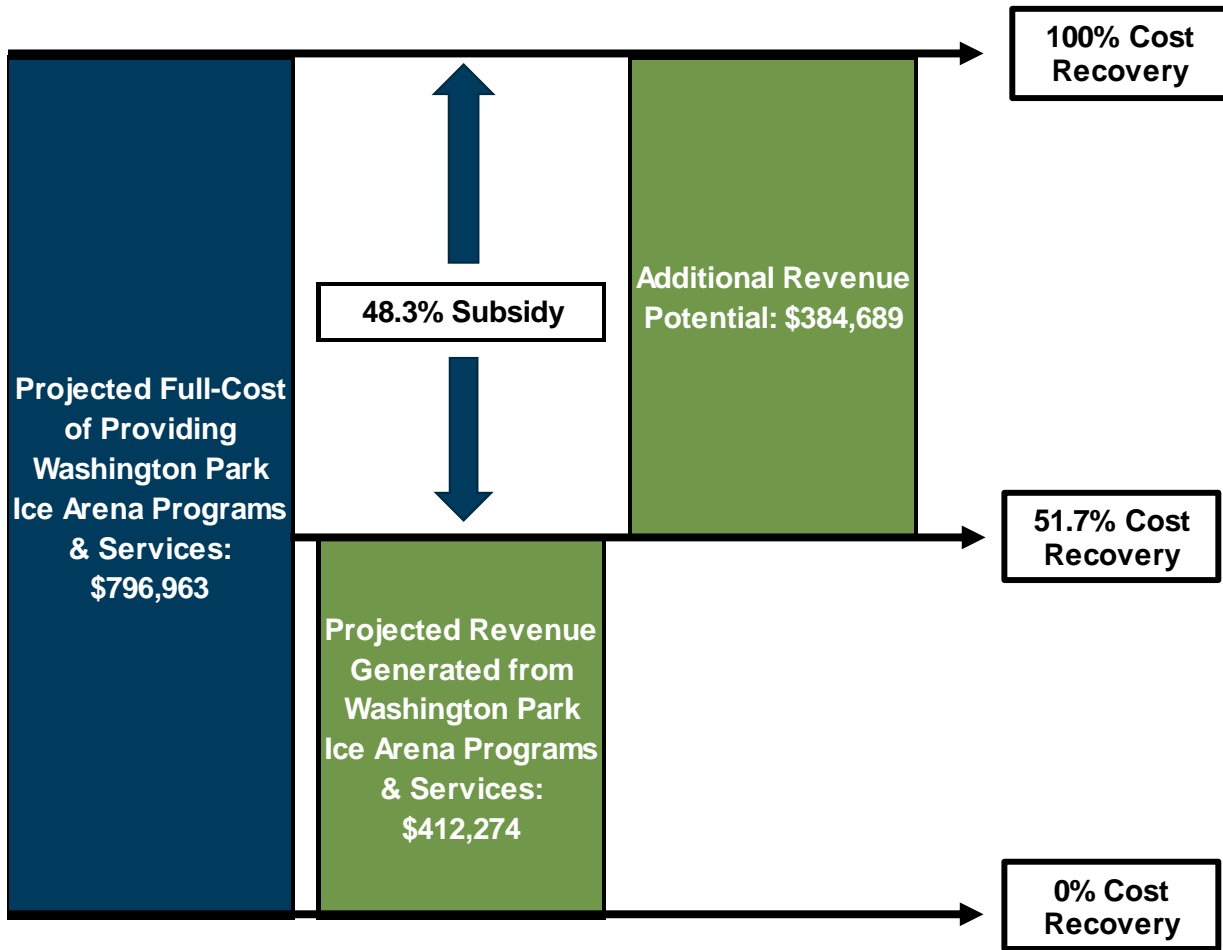 100% Cost
Recovery
48.3% Subsidy
Additional Revenue
Potential: $384,689
Projected Full-Cost
of Providing
Washington Park
Ice Arena Programs
& Services:
$796,963
51.7% Cost
Recovery
Projected Revenue
Generated from
Washington Park
Ice Arena Programs
& Services:
$412,274
0% Cost
Recovery